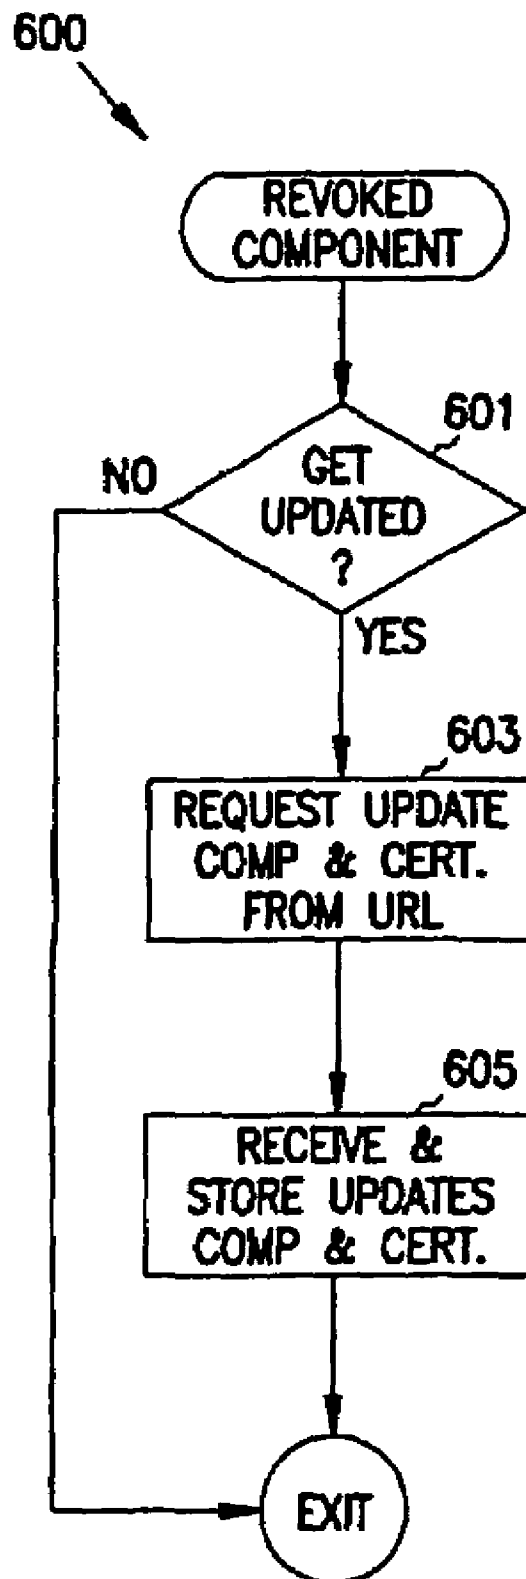 600
REVOKED
COMPONENT
601
GET
UPDATED
?
NO
YES
603
REQUEST UPDATE
COMP & CERT.
FROM URL
605
RECEIVE &
STORE UPDATES
COMP & CERT.
EXIT